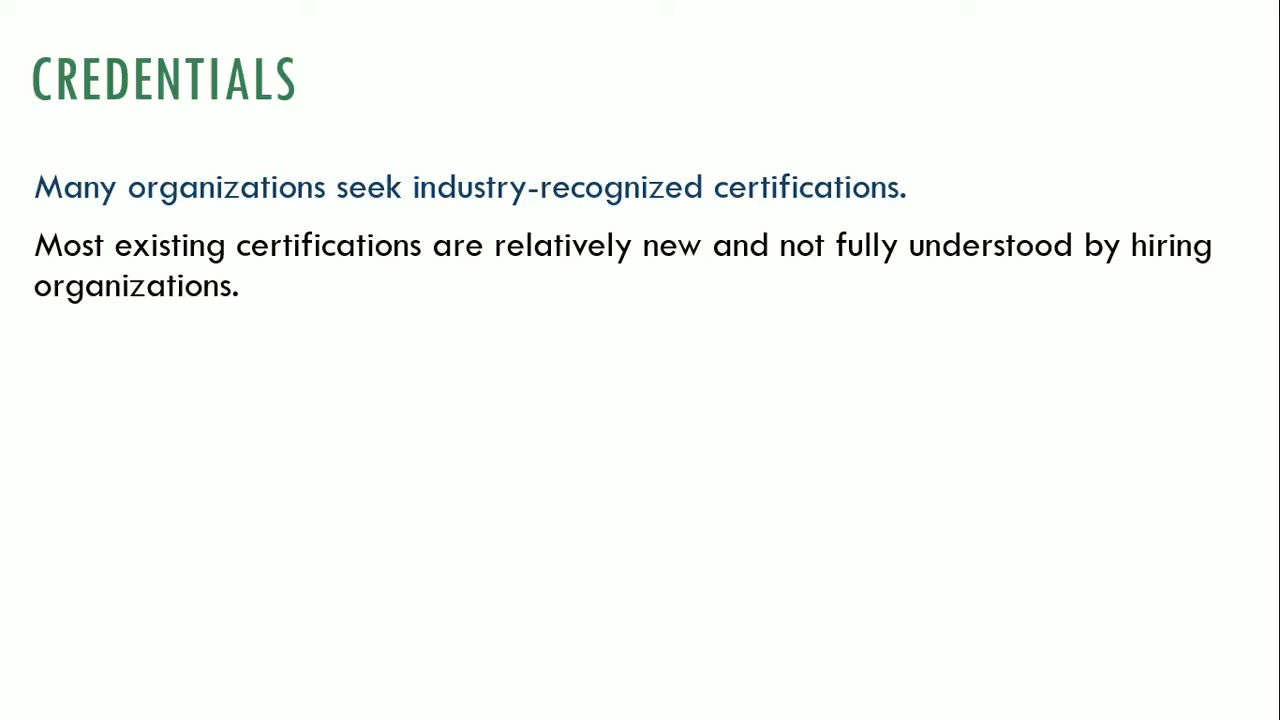 CREDENTIALS
Many organizations seek industry-recognized certifications.
Most existing certifications are relatively new and not fully understood by hiring
organizations.